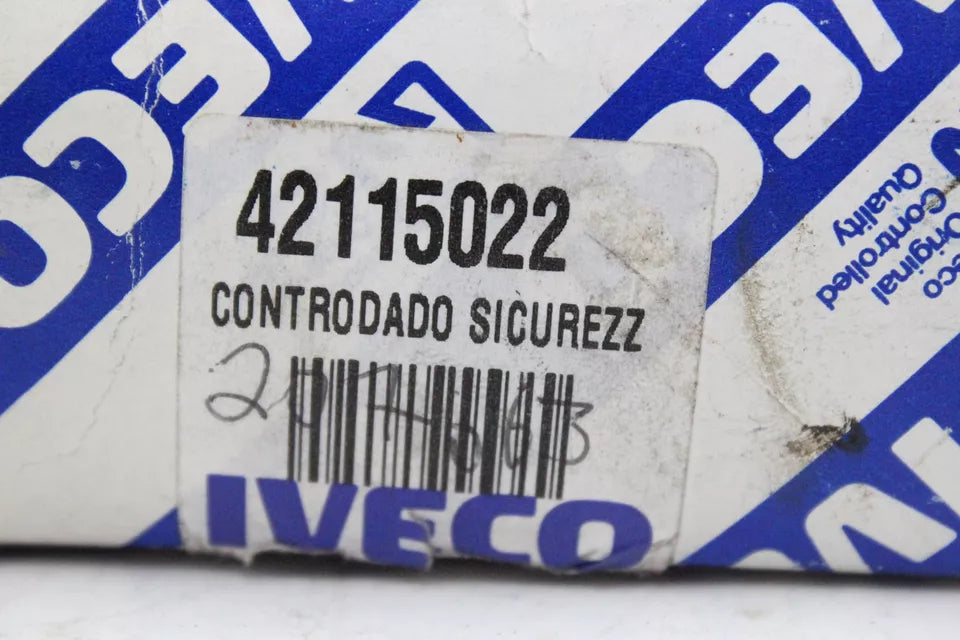 42115022
CONTRODADO SICUREZZ
IVECO
Original
Controlled
Quality